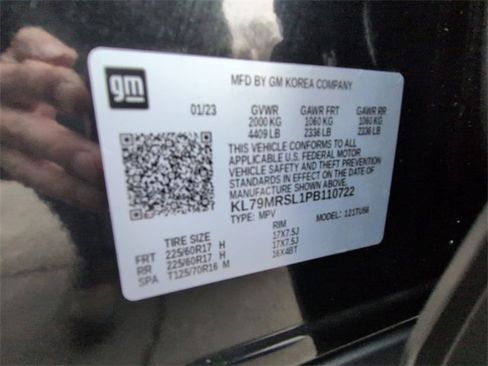 gm
MFD BY GM KOREA COMPANY
01/23 GVWR GAWR FRT GAWR RR
2000 KG 1060 KG 1060 KG
4409 LB 2336 LB 2336 LB
THIS VEHICLE CONFORMS TO ALL
APPLICABLE U.S. FEDERAL MOTOR
VEHICLE SAFETY AND THEFT PREVENTION
STANDARDS IN EFFECT ON THE DATE OF
MANUFACTURE SHOWN ABOVE.
KL79MRSL1PB110722
TYPE: MPV MODEL: 121TU56
TIRE SIZE RIM
FRT 225/60R17 H 17X7.5J
RR 225/60R17 H 17X7.5J
SPA T125/70R16 M 16X4BT